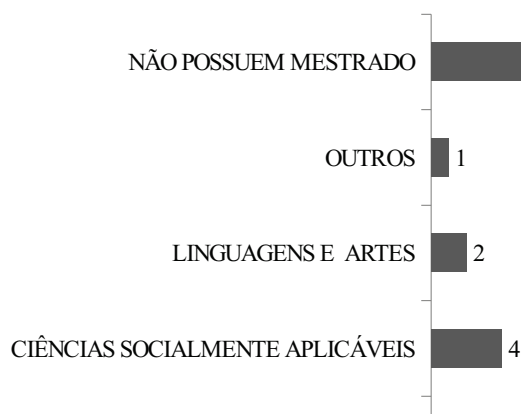 NÃO POSSUEM MESTRADO
OUTROS 1
LINGUAGENS E ARTES 2
CIÊNCIAS SOCIALMENTE APLICÁVEIS 4